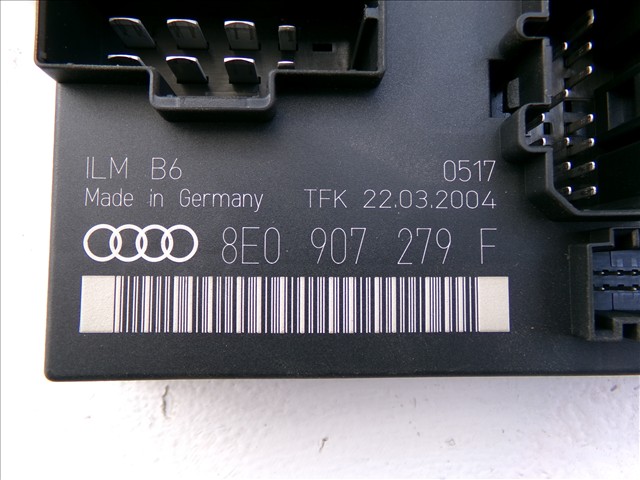 ILM B6 0517
Made in Germany TFK 22.03.2004
8E0 907 279 F